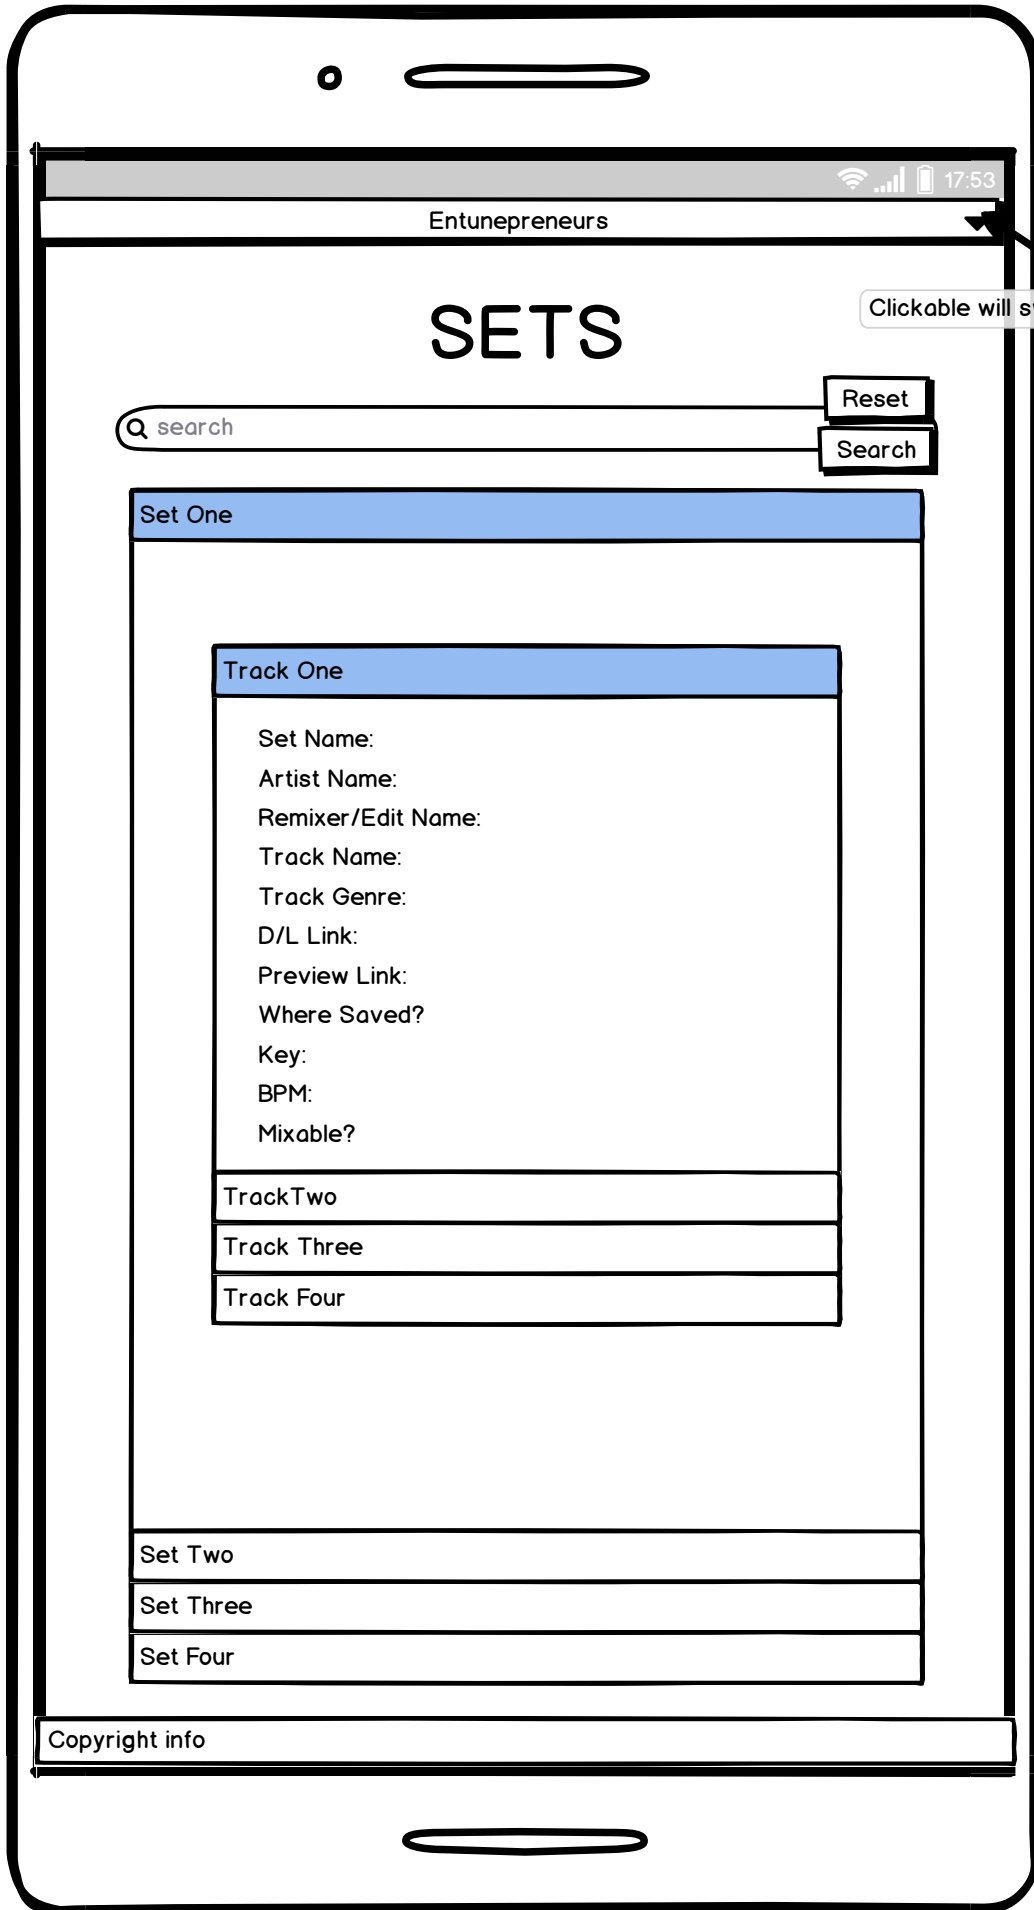 17:53
Entunepreneurs
Clickable will
SETS
Reset
search
Search
Set One
Track One
Set Name:
Artist Name:
Remixer/Edit Name:
Track Name:
Track Genre:
D/L Link:
Preview Link:
Where Saved?
Key:
BPM:
Mixable?
TrackTwo
Track Three
Track Four
Set Two
Set Three
Set Four
Copyright info